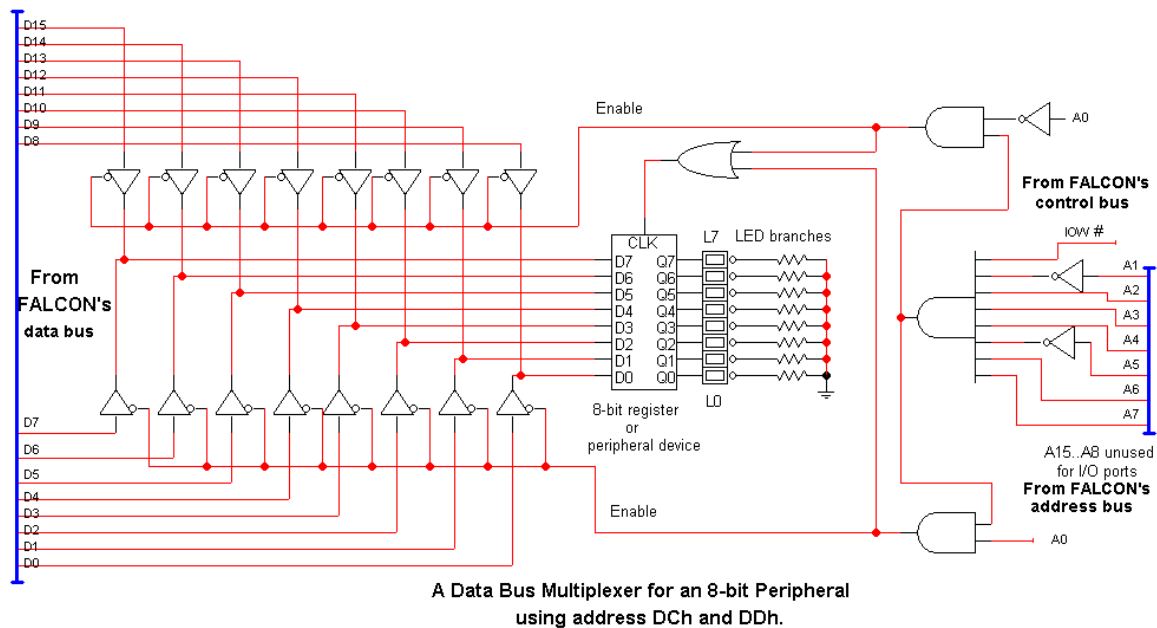 D15
D14
D13
D12
D11
D10
D9
D8
Enable
A0
From FALCON's
control bus
IOW #
L7 LED branches
CLK
D7 Q7
D6 Q6
D5 Q5
D4 Q4
D3 Q3
D2 Q2
D1 Q1
D0 Q0
L0
8-bit register
or
peripheral device
From
FALCON's
data bus
A1
A2
A3
A4
A5
A6
A7
A15..A8 unused
for I/O ports
From FALCON's
address bus
D7
D6
D5
D4
D3
D2
D1
D0
Enable
A0
A Data Bus Multiplexer for an 8-bit Peripheral
using address DCh and DDh.